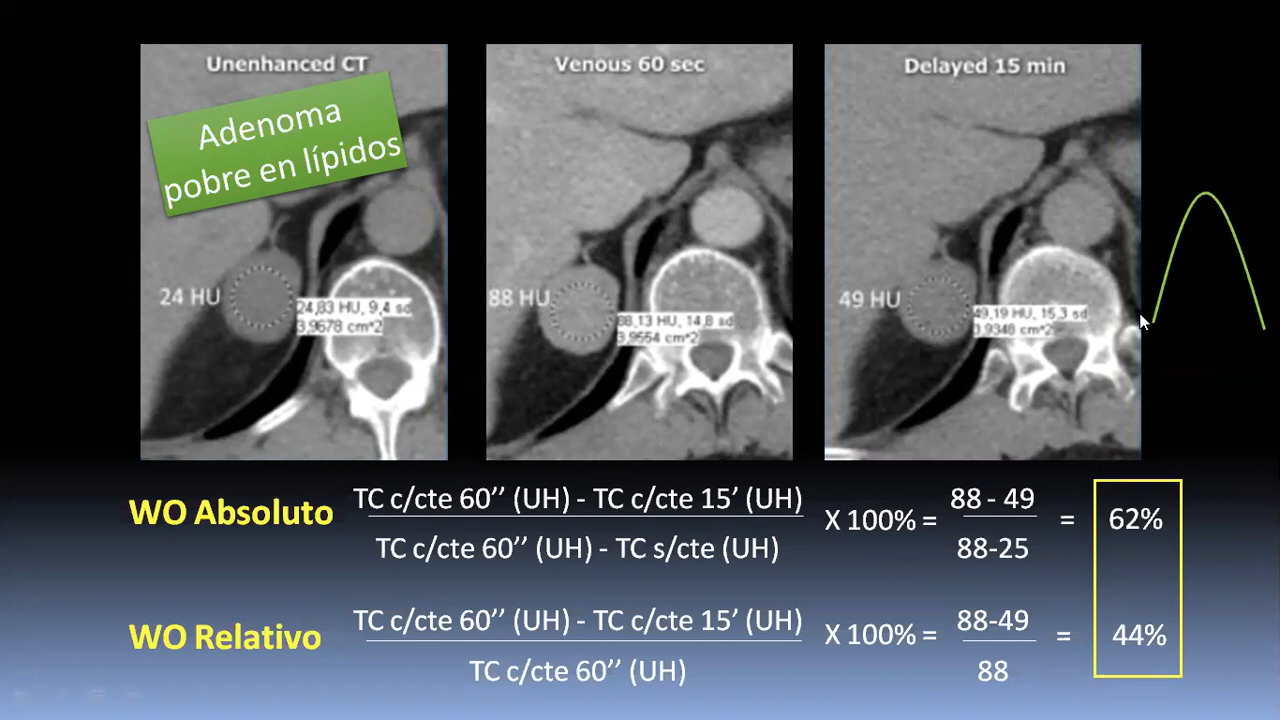 Unenhanced CT
Venous 60 sec
Delayed 15 min
Adenoma
pobre en lípidos
24 HU
24,83 HU, 9,4 sd
3,9678 cm^2
88 HU
88,13 HU, 14,8 sd
3,9554 cm^2
49 HU
49,19 HU, 15,3 sd
3,9348 cm^2
WO Absoluto
TC c/cte 60’’ (UH) - TC c/cte 15’ (UH)
TC c/cte 60’’ (UH) - TC s/cte (UH)
X 100% =
88 - 49
88-25
=
62%
WO Relativo
TC c/cte 60’’ (UH) - TC c/cte 15’ (UH)
TC c/cte 60’’ (UH)
X 100% =
88-49
88
=
44%